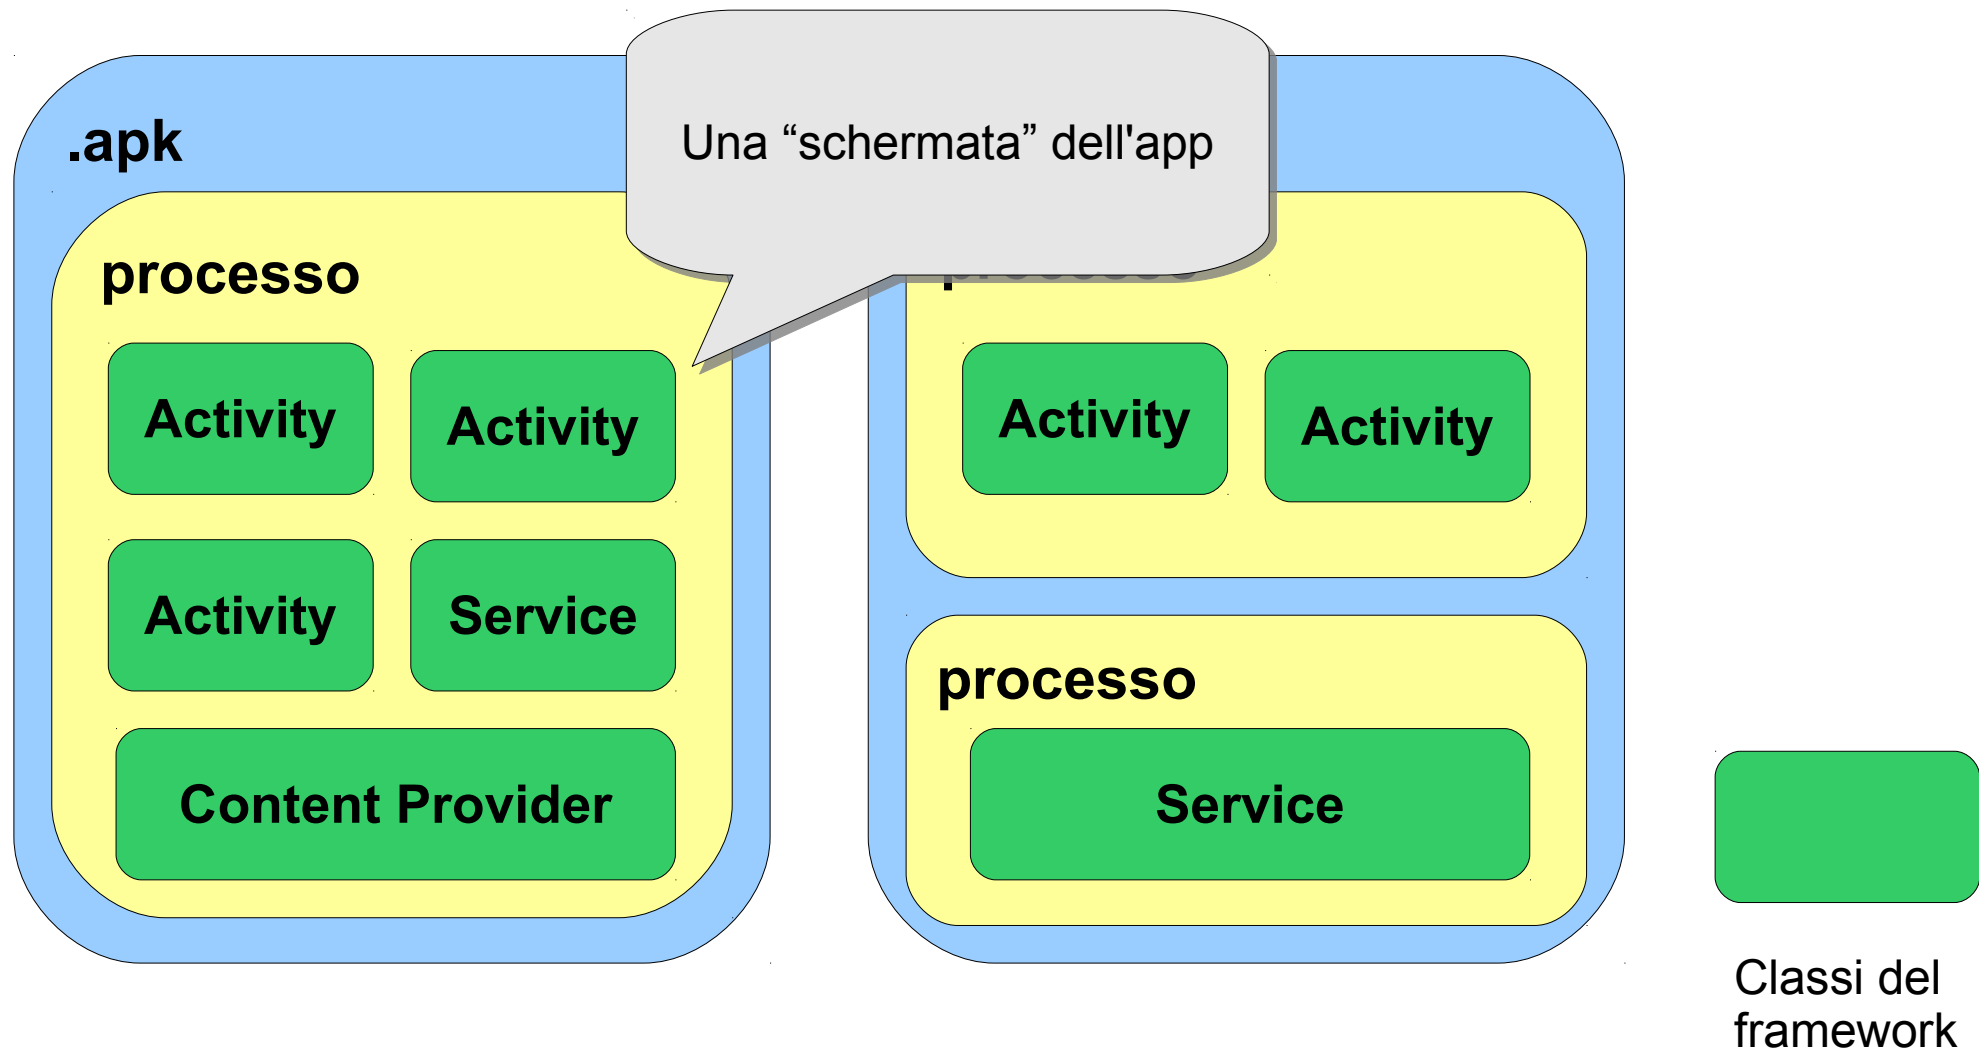 Una “schermata” dell'app
.apk
processo
Activity
Activity
Activity
Service
Content Provider
processo
Activity
Activity
processo
Service
Classi del
framework